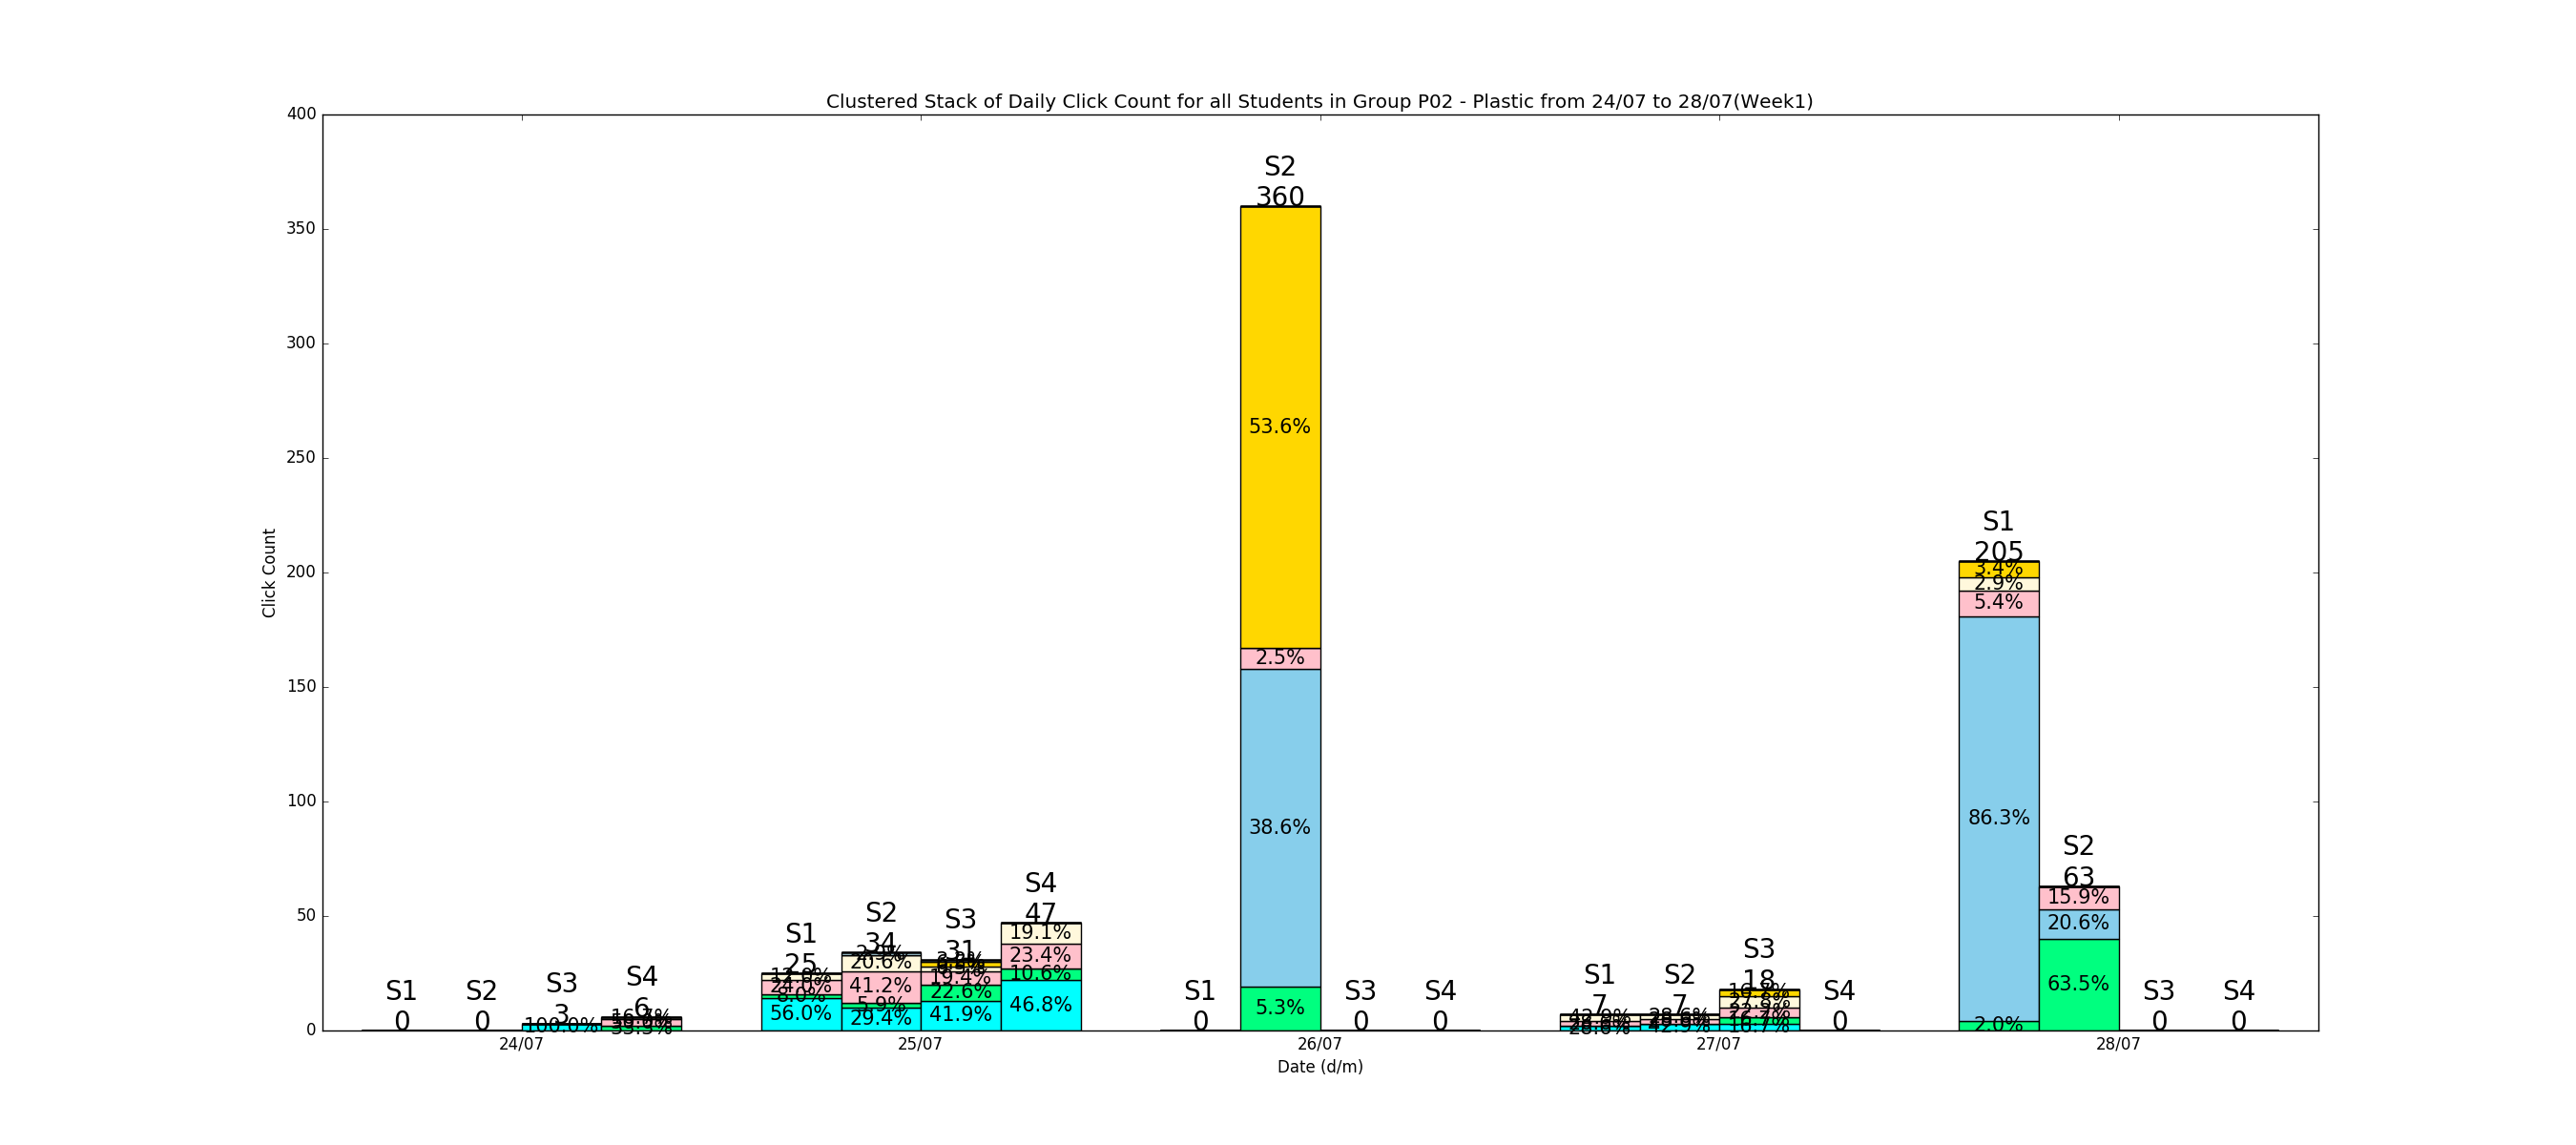 Clustered Stack of Daily Click Count for all Students in Group P02 - Plastic from 24/07 to 28/07(Week1)
400
350
300
250
200
150
100
50
0
Click Count
S1
0
S2
0
S3
3
100.0%
S4
6
S1
25
24.0%
8.0%
56.0%
S2
34
20.6%
41.2%
5.9%
29.4%
S3
31
19.4%
22.6%
41.9%
S4
47
19.1%
23.4%
10.6%
46.8%
S1
0
S2
360
53.6%
2.5%
38.6%
5.3%
S3
0
S4
0
S1
7
S2
7
42.9%
S3
18
27.8%
22.2%
16.7%
S4
0
S1
205
3.4%
2.9%
5.4%
86.3%
2.0%
S2
63
15.9%
20.6%
63.5%
S3
0
S4
0
24/07
25/07
26/07
27/07
28/07
Date (d/m)